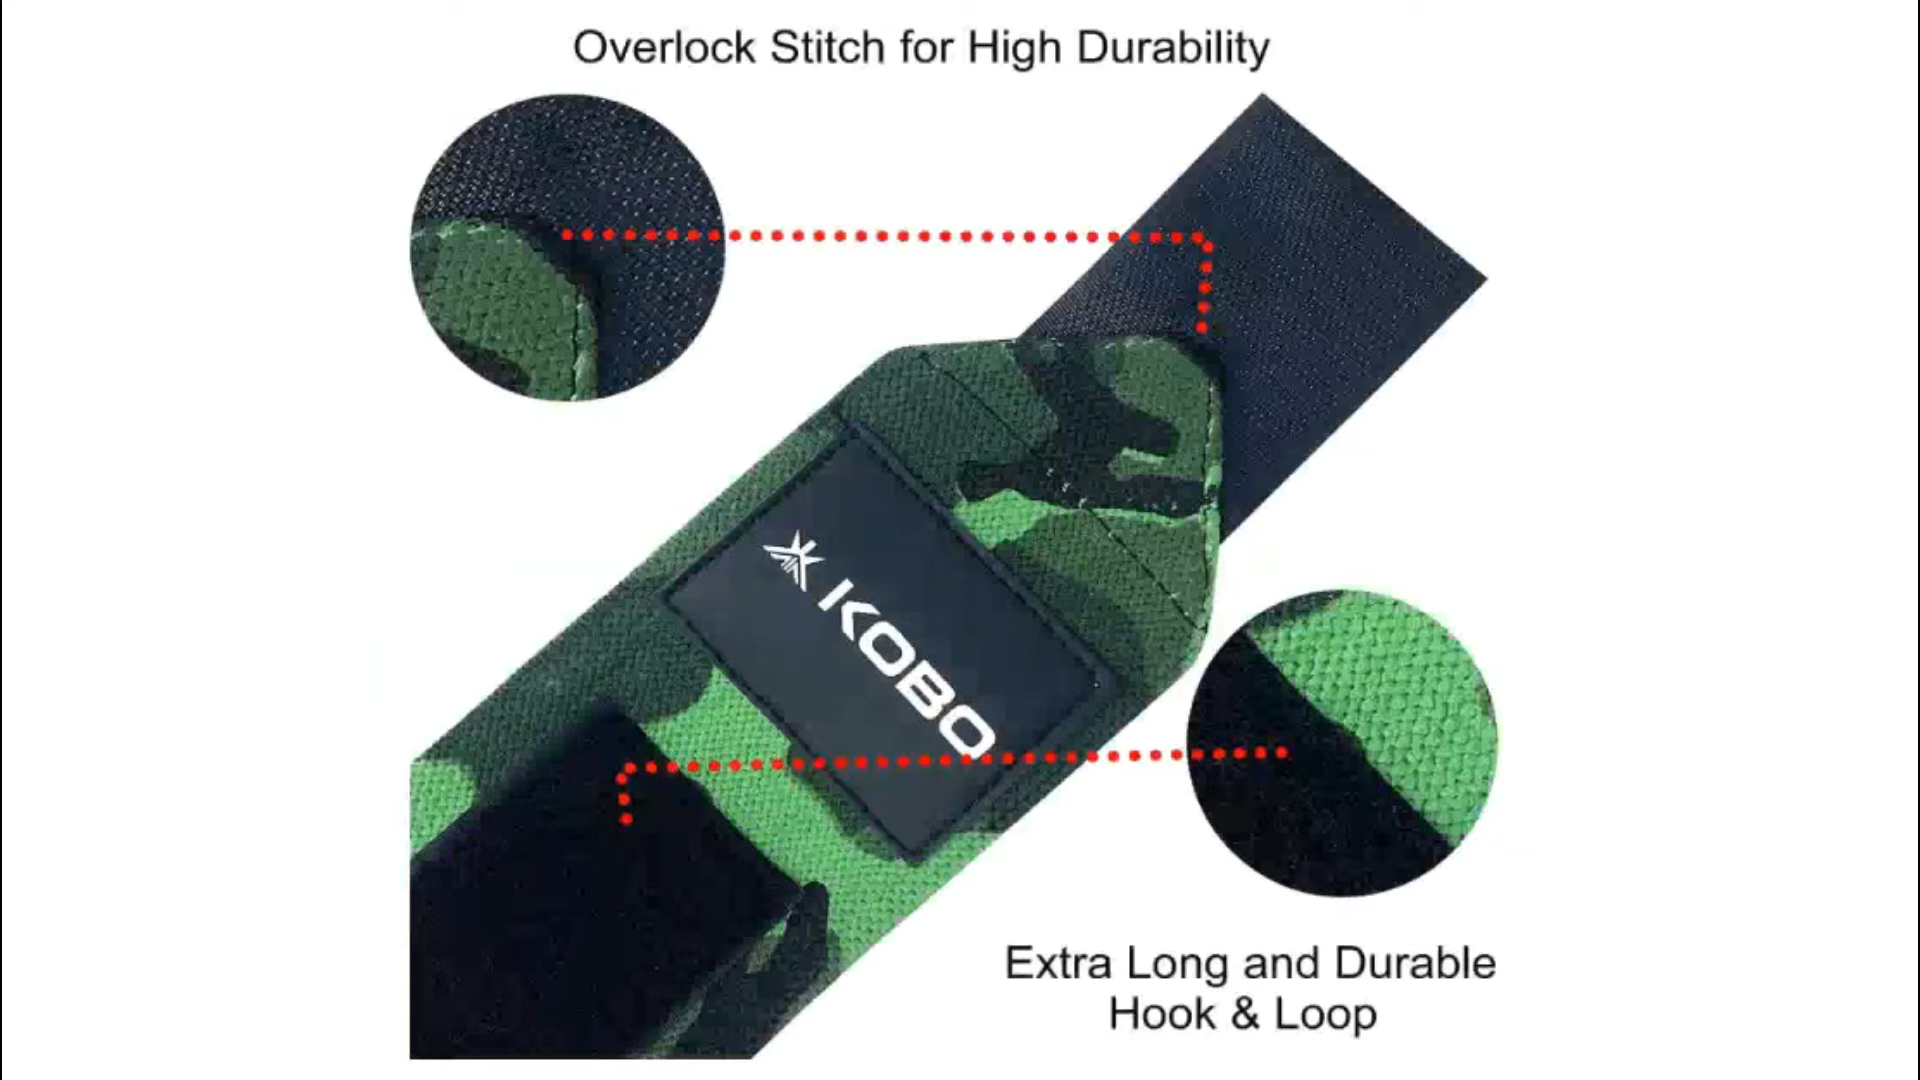 Overlock Stitch for High Durability
KOBO
Extra Long and Durable
Hook & Loop